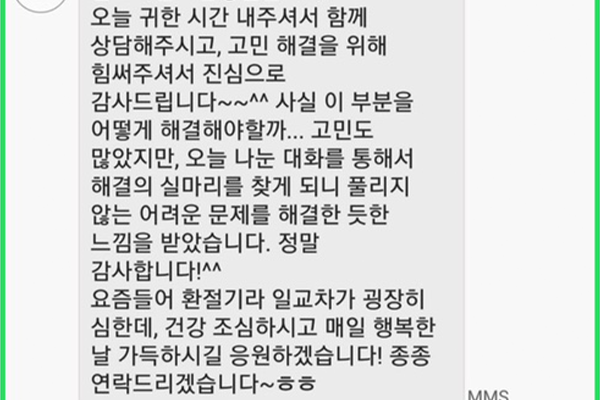 오늘 귀한 시간 내주셔서 함께
상담해주시고, 고민 해결을 위해
힘써주셔서 진심으로
감사드립니다~~^^ 사실 이 부분을
어떻게 해결해야할까... 고민도
많았지만, 오늘 나눈 대화를 통해서
해결의 실마리를 찾게 되니 풀리지
않는 어려운 문제를 해결한 듯한
느낌을 받았습니다. 정말
감사합니다!^^
요즘들어 환절기라 일교차가 굉장히
심한데, 건강 조심하시고 매일 행복한
날 가득하시길 응원하겠습니다! 종종
연락드리겠습니다~ㅎㅎ
MMS